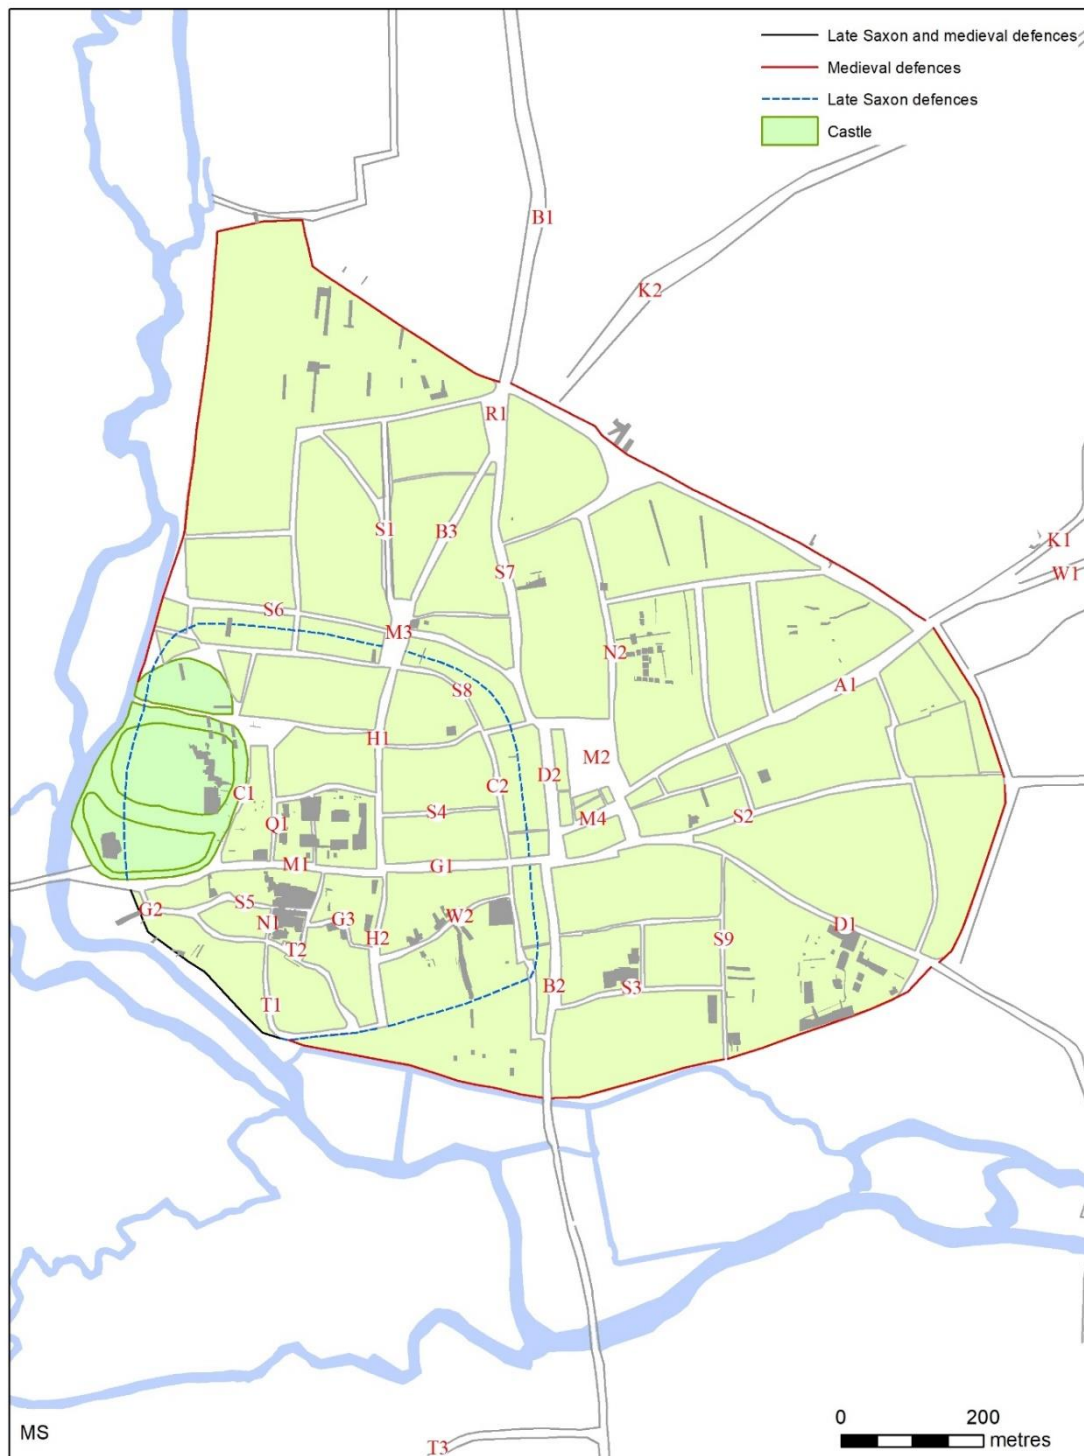 Late Saxon and medieval defences
Medieval defences
Late Saxon defences
Castle
B1
K2
R1
S1
B3
K1
S7
W1
S6
M3
N2
S8
A1
H1
M2
D2
C2
C1
S4
M4
S2
Q1
M1
G1
S5
G2
N1
G3
W2
D1
H2
S9
T2
B2
S3
T1
MS
0 200
metres
T3